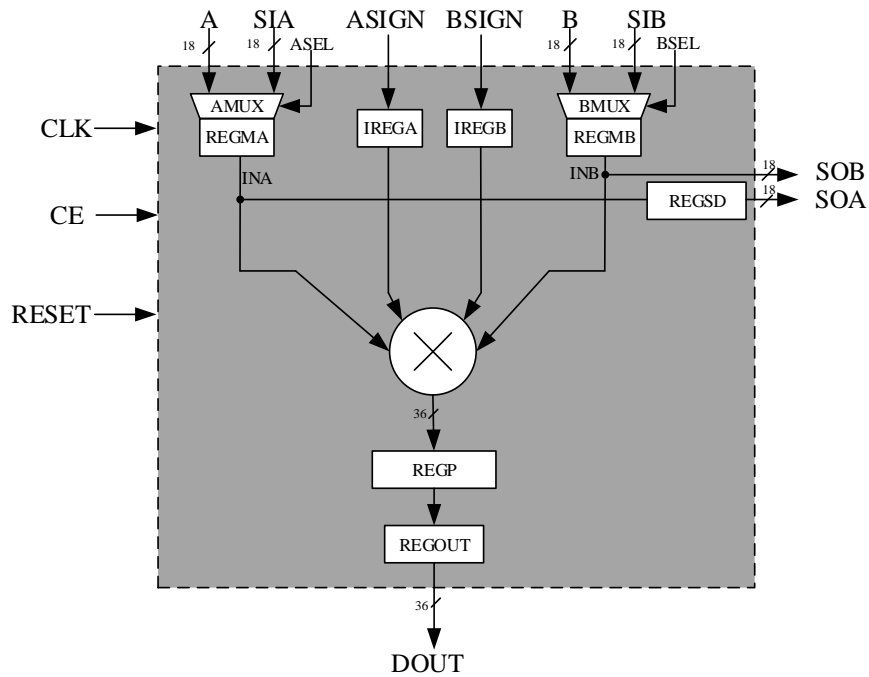 A SIA ASIGN BSIGN B SIB
18 18 ASEL 18 18 BSEL
AMUX BMUX
CLK REGMA IREGA IREGB REGMB
INA INB 18 SOB
REGSD 18 SOA
CE
RESET
36
REGP
REGOUT
36
DOUT